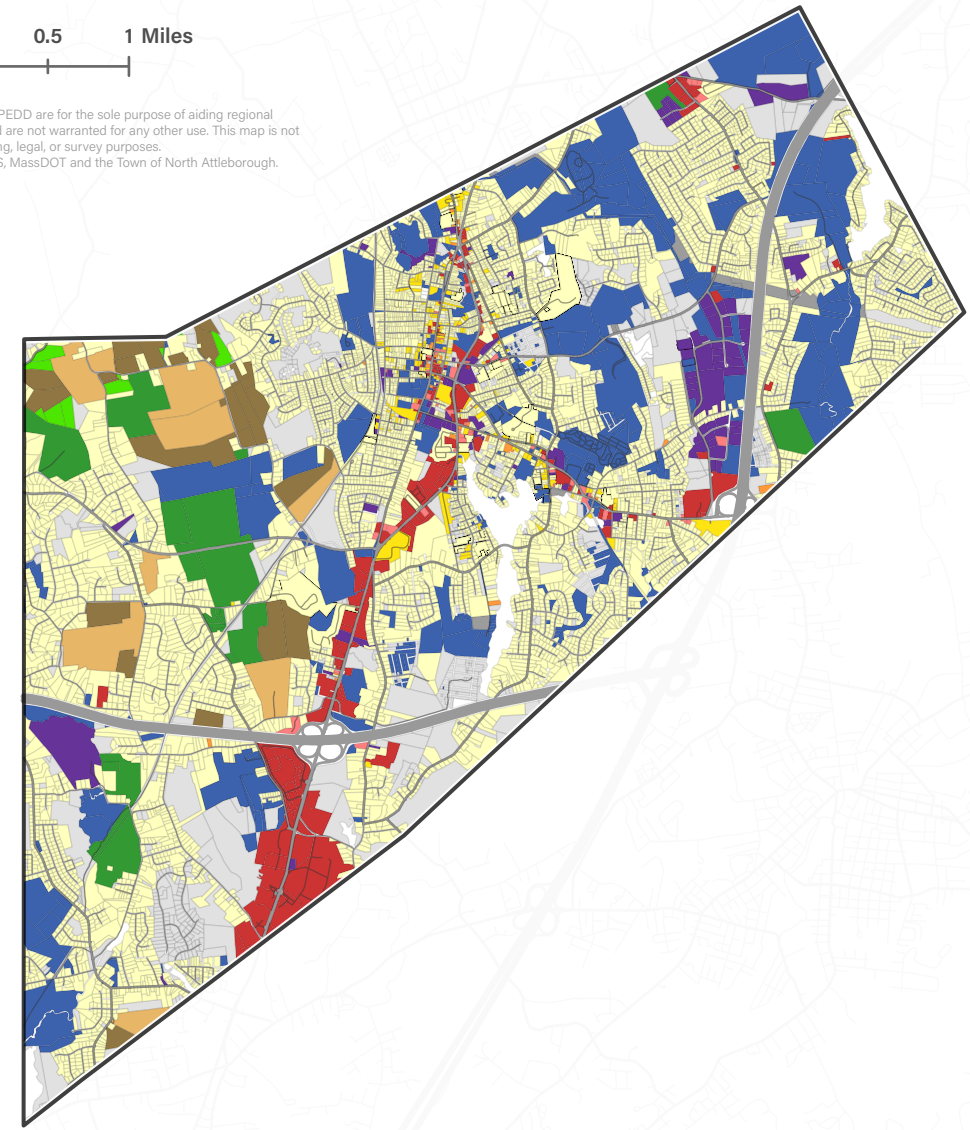 0.5 1 Miles
PEDD are for the sole purpose of aiding regional
d are not warranted for any other use. This map is not
ng, legal, or survey purposes.
S, MassDOT and the Town of North Attleborough.